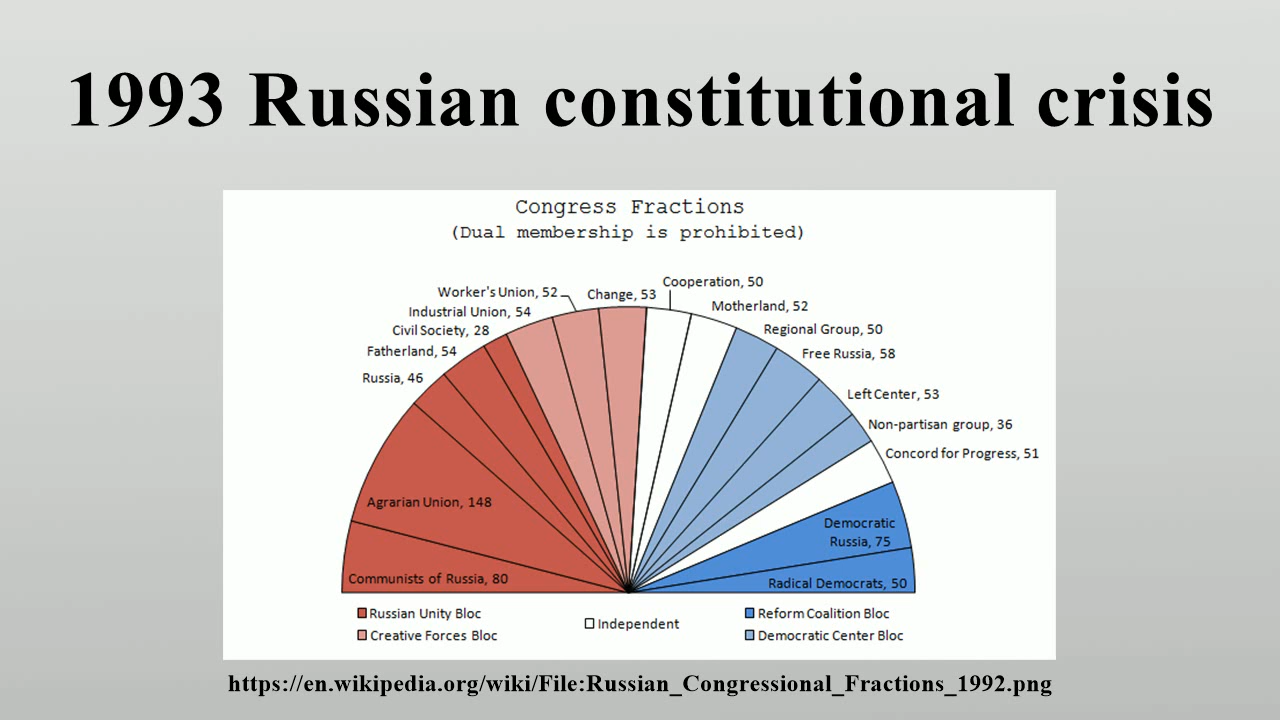 1993 Russian constitutional crisis
Congress Fractions
(Dual membership is prohibited)
Cooperation, 50
Worker's Union, 52
Change, 53
Motherland, 52
Industrial Union, 54
Civil Society, 28
Regional Group, 50
Fatherland, 54
Free Russia, 58
Russia, 46
Left Center, 53
Non-partisan group, 36
Concord for Progress, 51
Agrarian Union, 148
Democratic
Russia, 75
Communists of Russia, 80
Radical Democrats, 50
Russian Unity Bloc
Creative Forces Bloc
Independent
Reform Coalition Bloc
Democratic Center Bloc
https://en.wikipedia.org/wiki/File:Russian_Congressional_Fractions_1992.png